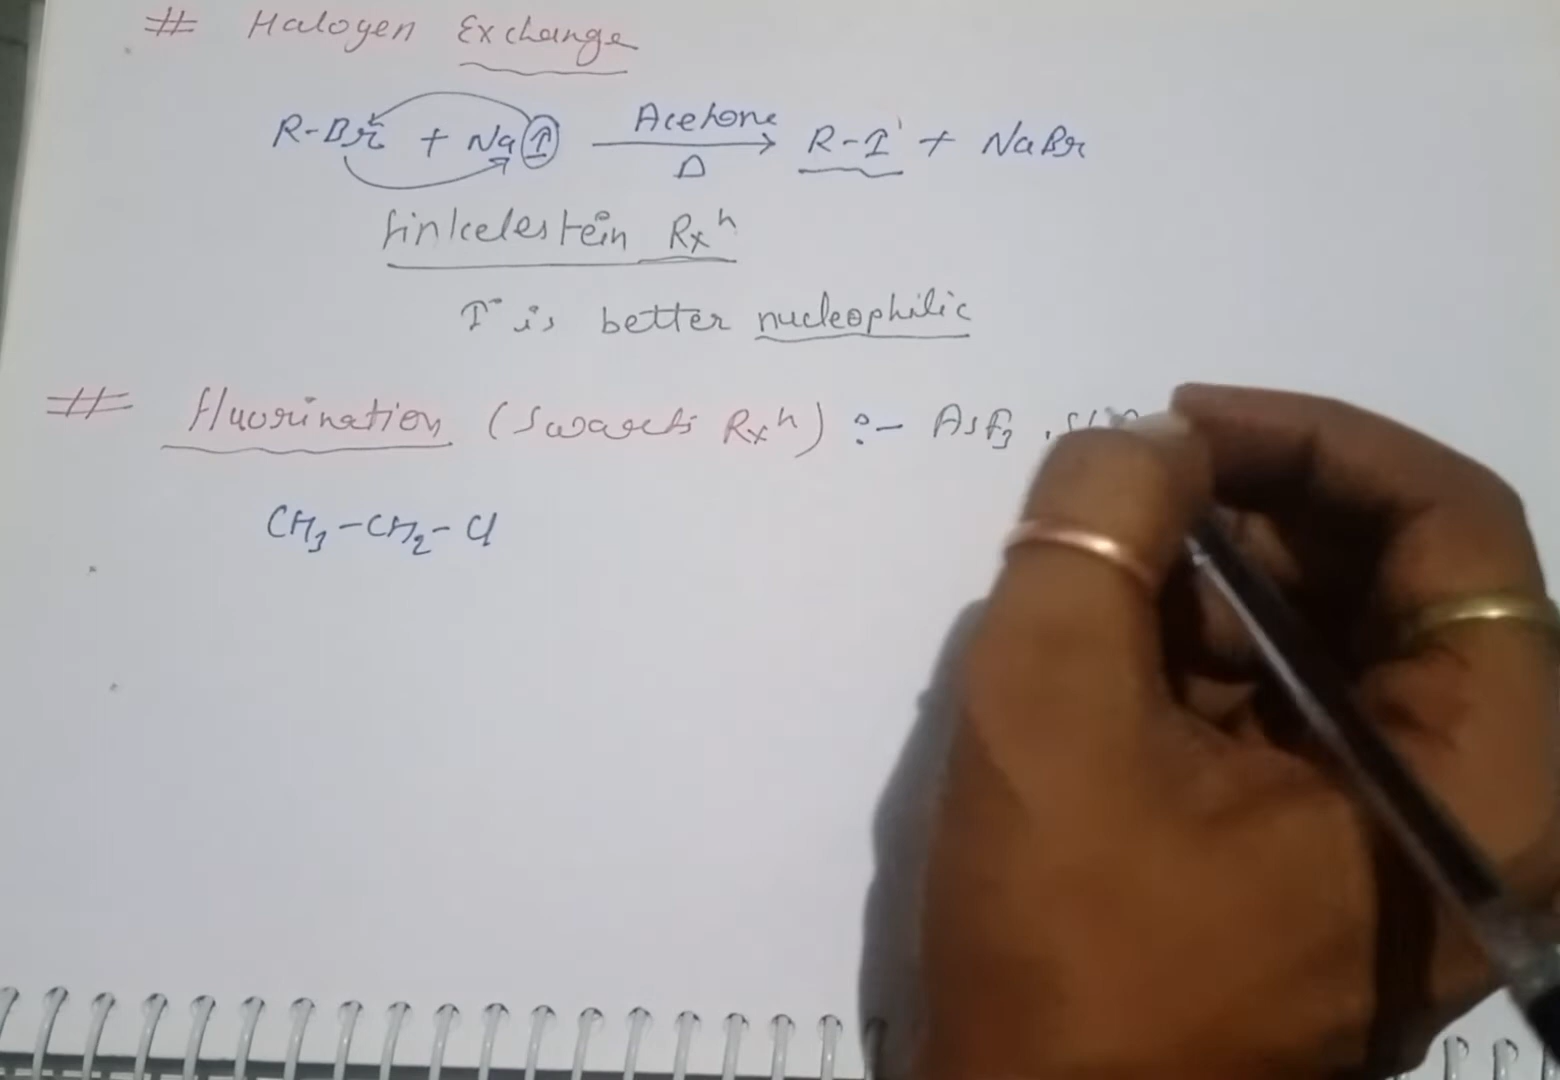 # Halogen Exchange
R-Br + NaI Acetone Δ → R-I + NaBr
finkelestein Rxn
I⁻ is better nucleophilic
# fluorination (Swarts Rxn) :- AsF3 ,
CH3-CH2-Cl